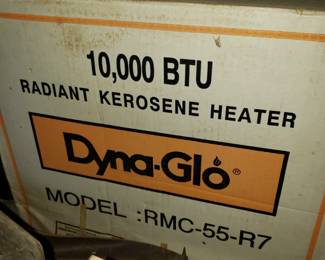 10,000 BTU
RADIANT KEROSENE HEATER
Dyna-Glo®
MODEL :RMC-55-R7